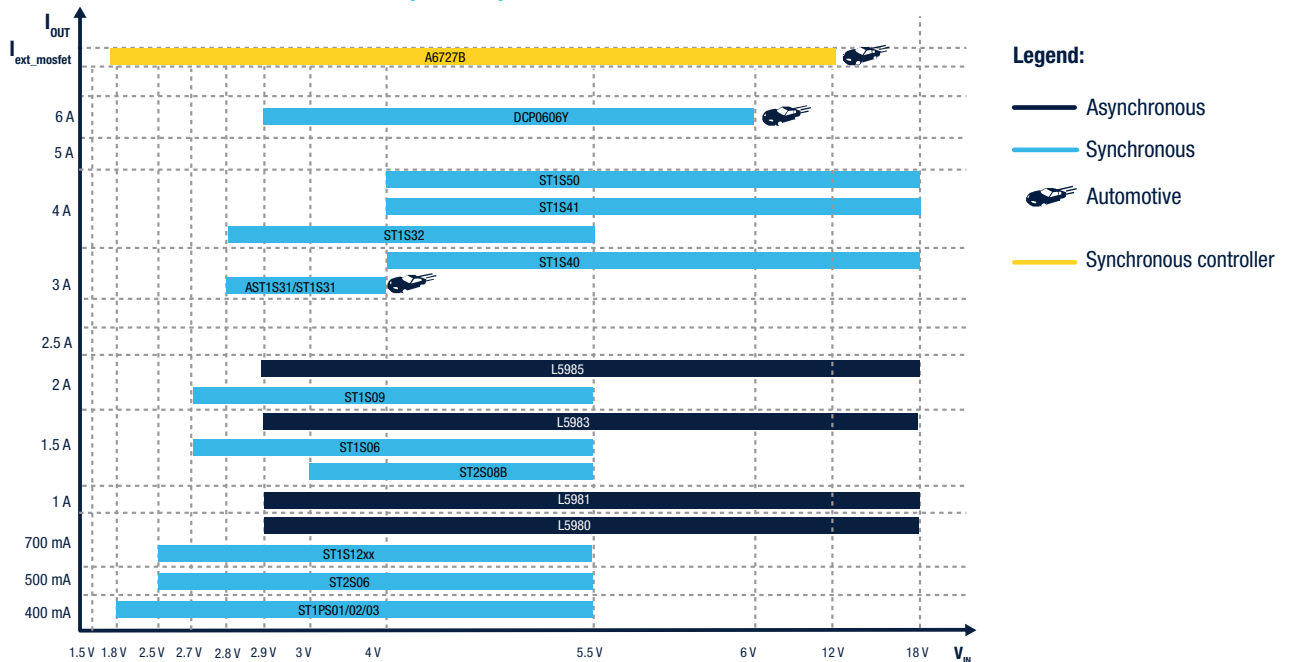 I OUT
I ext_mosfet
A6727B
6 A
DCP0606Y
5 A
ST1S50
4 A
ST1S41
ST1S32
ST1S40
3 A
AST1S31/ST1S31
2.5 A
L5985
2 A
ST1S09
L5983
1.5 A
ST1S06
ST2S08B
1 A
L5981
L5980
700 mA
ST1S12xx
500 mA
ST2S06
400 mA
ST1PS01/02/03
1.5 V 1.8 V 2.5 V 2.7 V 2.8 V 2.9 V 3 V 4 V 5.5 V 6 V 12 V 18 V V IN
Legend:
Asynchronous
Synchronous
Automotive
Synchronous controller